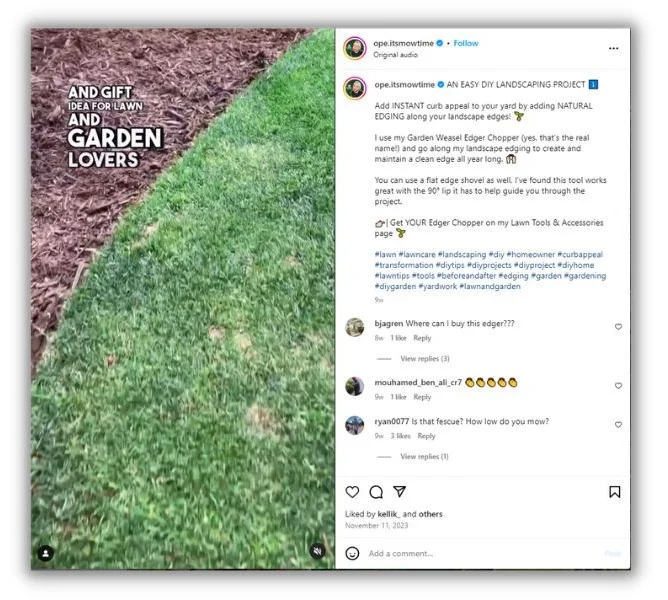 AND GIFT
IDEA FOR LAWN
AND
GARDEN
LOVERS
ope.itsmowtime • Follow
Original audio
ope.itsmowtime AN EASY DIY LANDSCAPING PROJECT ⬇️
Add INSTANT curb appeal to your yard by adding NATURAL
EDGING along your landscape edges!
I use my Garden Weasel Edger Chopper (yes, that's the real
name!) and go along my landscape edging to create and
maintain a clean edge all year long.
You can use a flat edge shovel as well. I've found this tool works
great with the 90° lip it has to help guide you through the
project.
| Get YOUR Edger Chopper on my Lawn Tools & Accessories
page
#lawn #lawncare #landscaping #diy #homeowner #curbappeal
#transformation #diytips #diyprojects #diyproject #diyhome
#lawntips #tools #beforeandafter #edging #garden #gardening
#diygarden #yardwork #lawnandgarden
9w
bjagren Where can I buy this edger???
8w 1 like Reply
View replies (3)
mouhamed_ben_ali_cr7 👏👏👏👏👏
9w 1 like Reply
ryan0077 Is that fescue? How low do you mow?
9w 3 likes Reply
View replies (1)
Liked by kellik_ and others
November 11, 2023
Add a comment...
Post